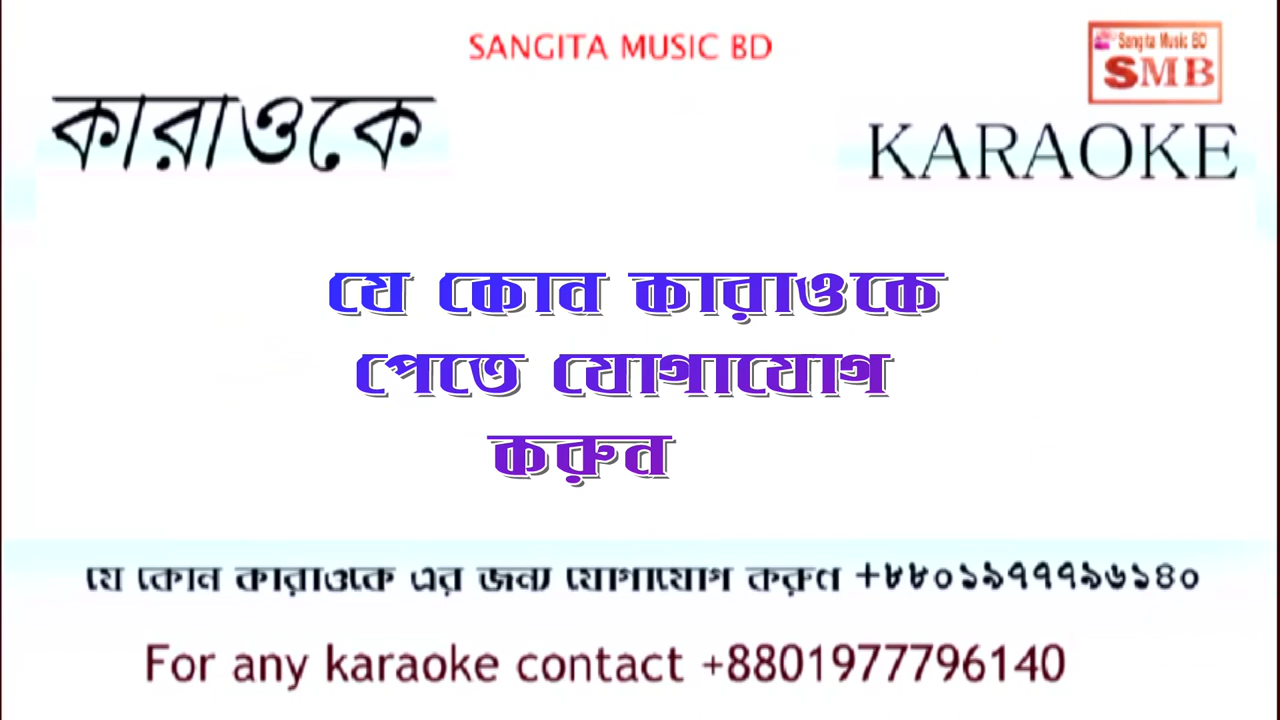 SANGITA MUSIC BD
Sangita Music BD
SMB
কারাওকে
KARAOKE
যে কোন কারাওকে
পেতে যোগাযোগ
করুন
যে কোন কারাওকে এর জন্য যোগাযোগ করুণ +৮৮০১৯৭৭৭৯৬১৪০
For any karaoke contact +8801977796140